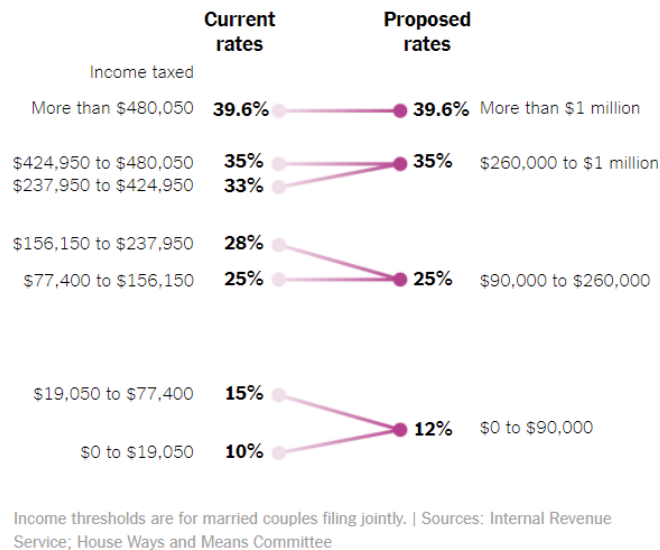 Current Proposed
rates rates
Income taxed
More than $480,050 39.6% 39.6% More than $1 million
$424,950 to $480,050 35% 35% $260,000 to $1 million
$237,950 to $424,950 33%
$156,150 to $237,950 28%
$77,400 to $156,150 25% 25% $90,000 to $260,000
$19,050 to $77,400 15%
12% $0 to $90,000
$0 to $19,050 10%
Income thresholds are for married couples filing jointly. | Sources: Internal Revenue
Service; House Ways and Means Committee